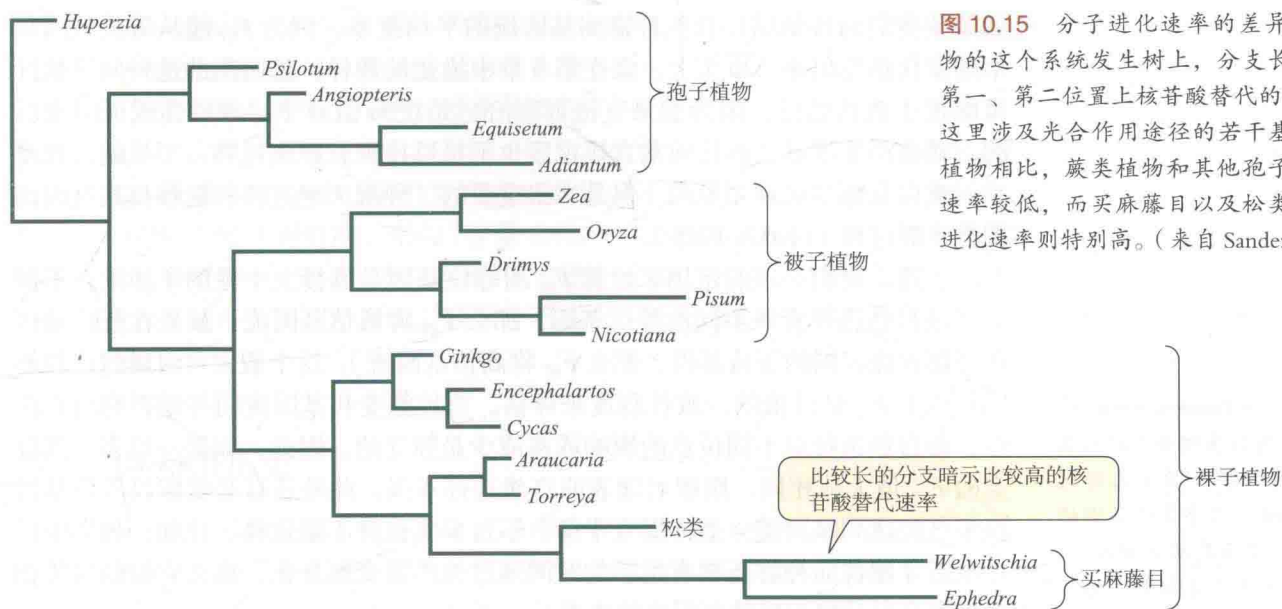 Huperzia
Psilotum
Angiopteris
Equisetum
Adiantum
孢子植物
Zea
Oryza
Drimys
Pisum
Nicotiana
被子植物
Ginkgo
Encephalartos
Cycas
Araucaria
Torreya
松类
Welwitschia
Ephedra
买麻藤目
裸子植物
比较长的分支暗示比较高的核
苷酸替代速率
图 10.15 分子进化速率的差异
物的这个系统发生树上，分支长
第一、第二位置上核苷酸替代的
这里涉及光合作用途径的若干基
植物相比，蕨类植物和其他孢子
速率较低，而买麻藤目以及松类
进化速率则特别高。（来自 Sander